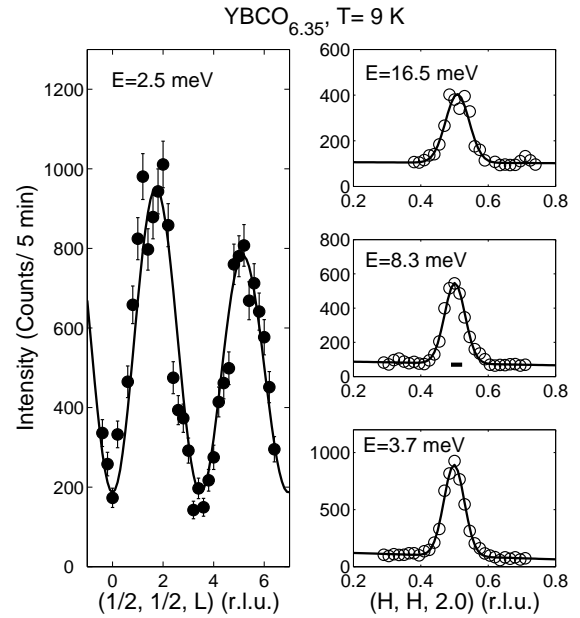 YBCO6.35, T= 9 K
E=2.5 meV
1300
1200
1000
800
600
400
200
0
0 2 4 6
Intensity (Counts/ 5 min)
(1/2, 1/2, L) (r.l.u.)
E=16.5 meV
600
400
200
0
0.2 0.4 0.6 0.8
E=8.3 meV
800
600
400
200
0
0.2 0.4 0.6 0.8
E=3.7 meV
1000
500
0
0.2 0.4 0.6 0.8
(H, H, 2.0) (r.l.u.)